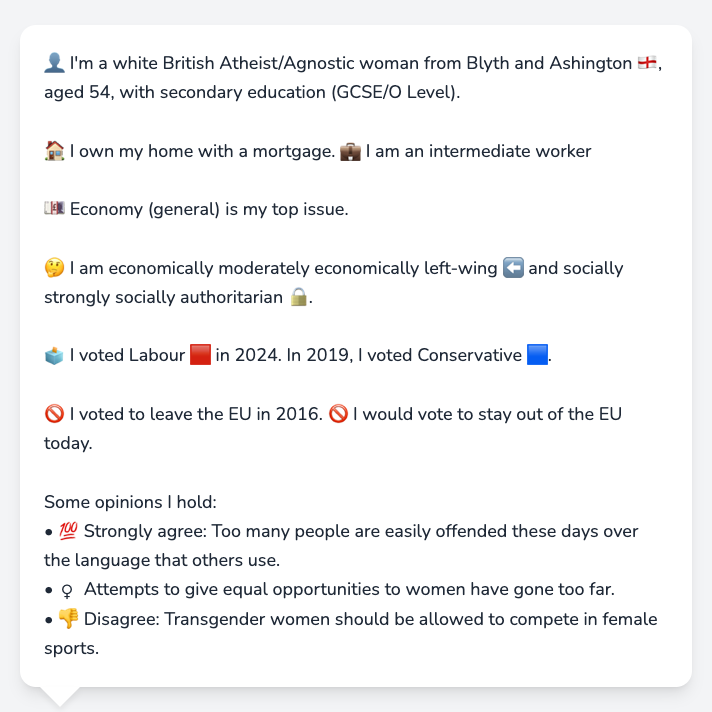 👤 I'm a white British Atheist/Agnostic woman from Blyth and Ashington 🏴󠁧󠁢󠁥󠁮󠁧󠁿,
aged 54, with secondary education (GCSE/O Level).
🏠 I own my home with a mortgage. 💼 I am an intermediate worker
💷 Economy (general) is my top issue.
🤔 I am economically moderately economically left-wing ⬅️ and socially
strongly socially authoritarian 🔒.
🗳️ I voted Labour 🟥 in 2024. In 2019, I voted Conservative 🟦.
🚫 I voted to leave the EU in 2016. 🚫 I would vote to stay out of the EU
today.
Some opinions I hold:
• 💯 Strongly agree: Too many people are easily offended these days over
the language that others use.
• ♀ Attempts to give equal opportunities to women have gone too far.
• 👎 Disagree: Transgender women should be allowed to compete in female
sports.